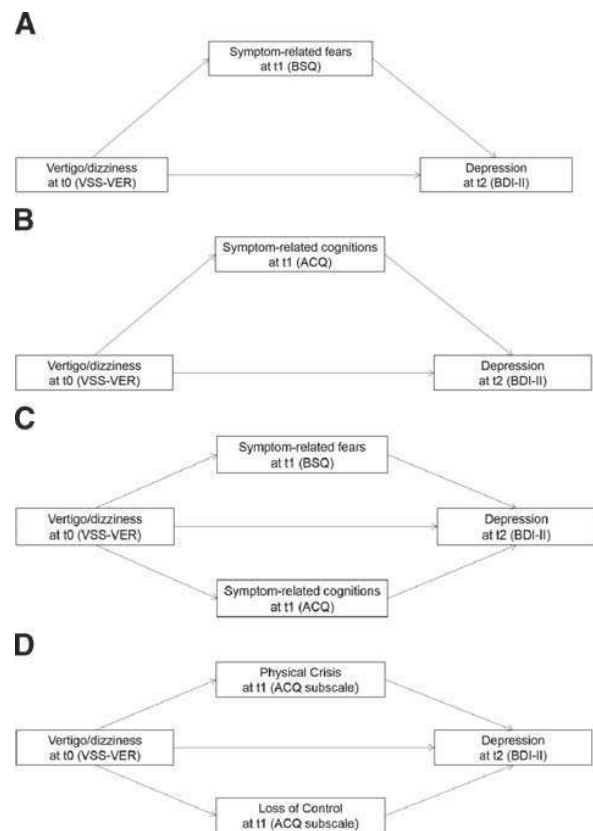 A
Symptom-related fears
at t1 (BSQ)
Vertigo/dizziness
at t0 (VSS-VER)
Depression
at t2 (BDI-II)
B
Symptom-related cognitions
at t1 (ACQ)
Vertigo/dizziness
at t0 (VSS-VER)
Depression
at t2 (BDI-II)
C
Symptom-related fears
at t1 (BSQ)
Vertigo/dizziness
at t0 (VSS-VER)
Depression
at t2 (BDI-II)
Symptom-related cognitions
at t1 (ACQ)
D
Physical Crisis
at t1 (ACQ subscale)
Vertigo/dizziness
at t0 (VSS-VER)
Depression
at t2 (BDI-II)
Loss of Control
at t1 (ACQ subscale)